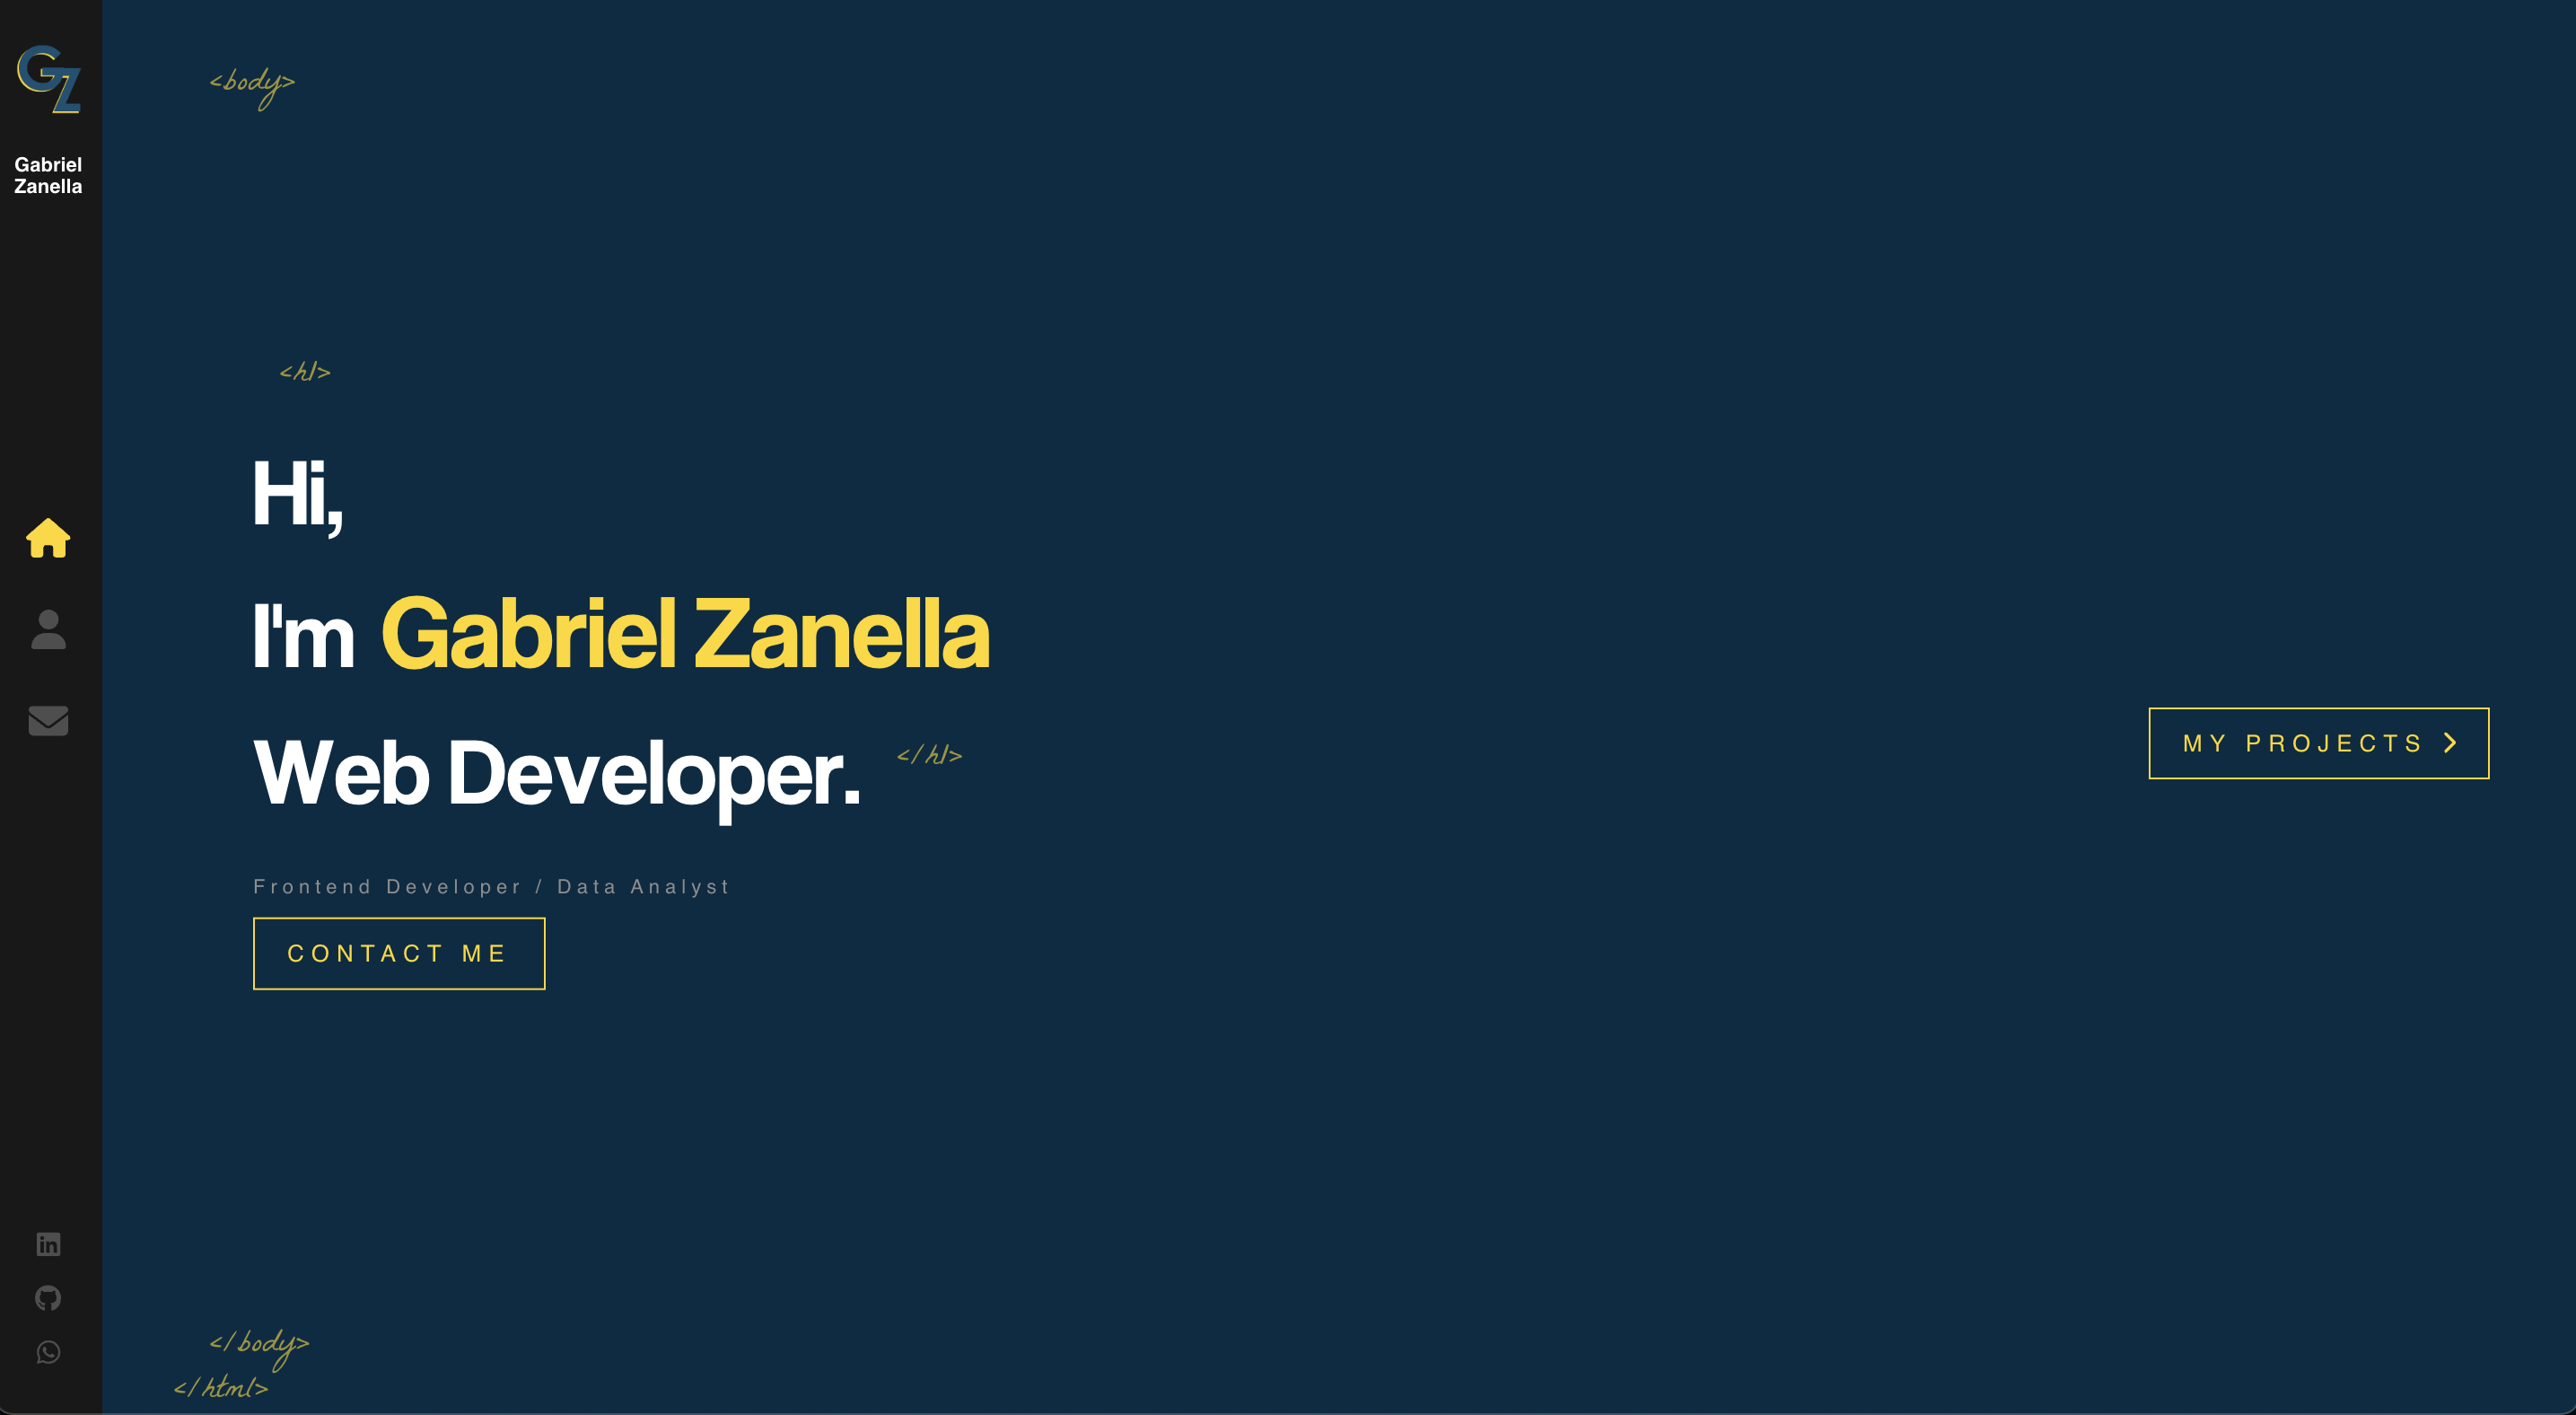 GZ
Gabriel
Zanella
<body>
<h1>
Hi,
I'm Gabriel Zanella
Web Developer.
</h1>
MY PROJECTS
Frontend Developer / Data Analyst
CONTACT ME
in
</body>
</html>